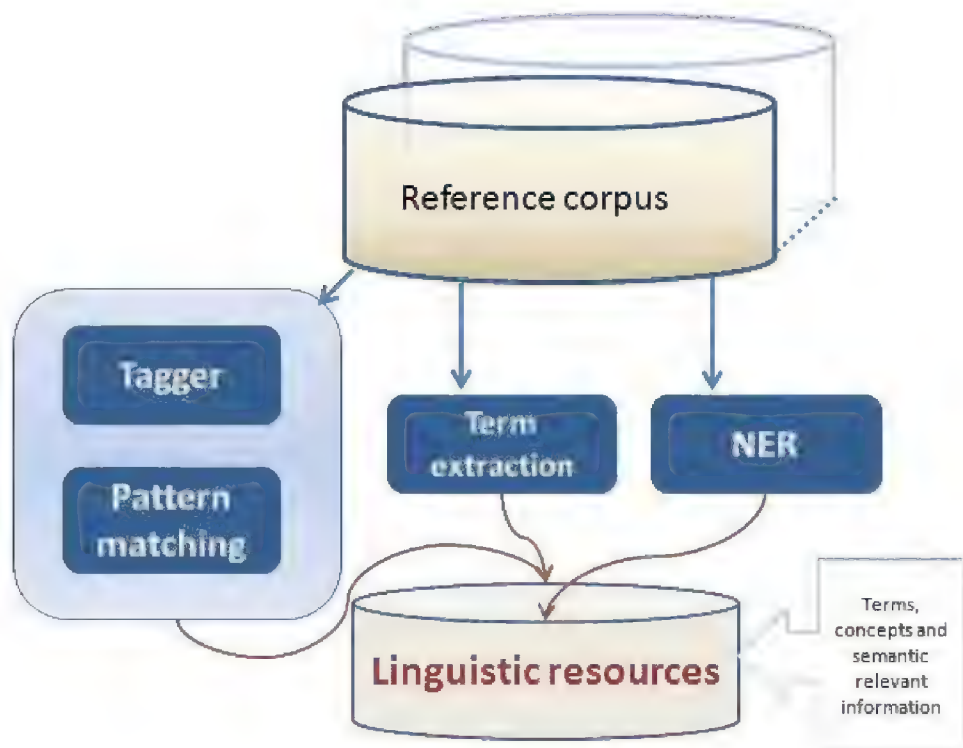 Reference corpus
Tagger
Pattern
matching
Term
extraction
NER
Linguistic resources
Terms,
concepts and
semantic
relevant
information